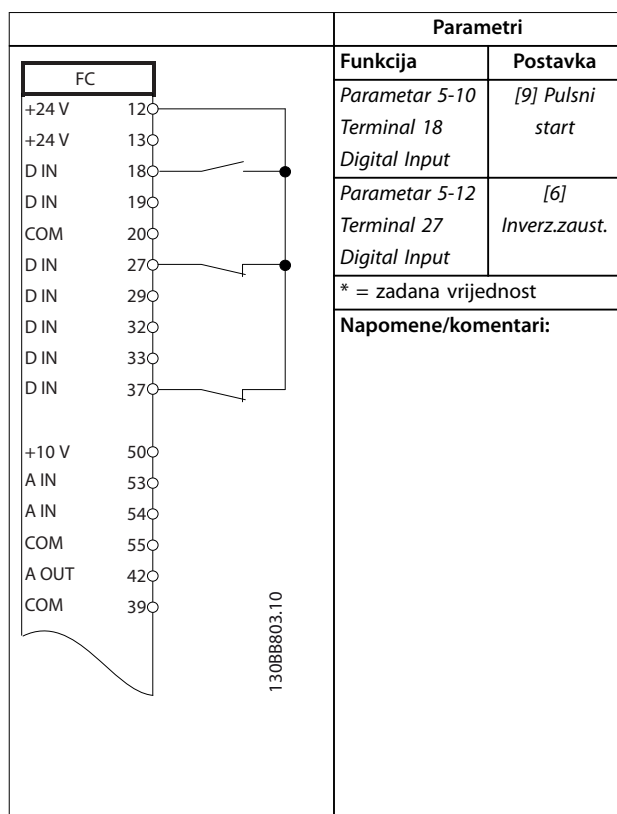 Parametri
Funkcija Postavka
Parametar 5-10 [9] Pulsni
Terminal 18 start
Digital Input
Parametar 5-12 [6]
Terminal 27 Inverz.zaust.
Digital Input
* = zadana vrijednost
Napomene/komentari:
FC
+24 V 12
+24 V 13
D IN 18
D IN 19
COM 20
D IN 27
D IN 29
D IN 32
D IN 33
D IN 37
+10 V 50
A IN 53
A IN 54
COM 55
A OUT 42
COM 39
130BB803.10